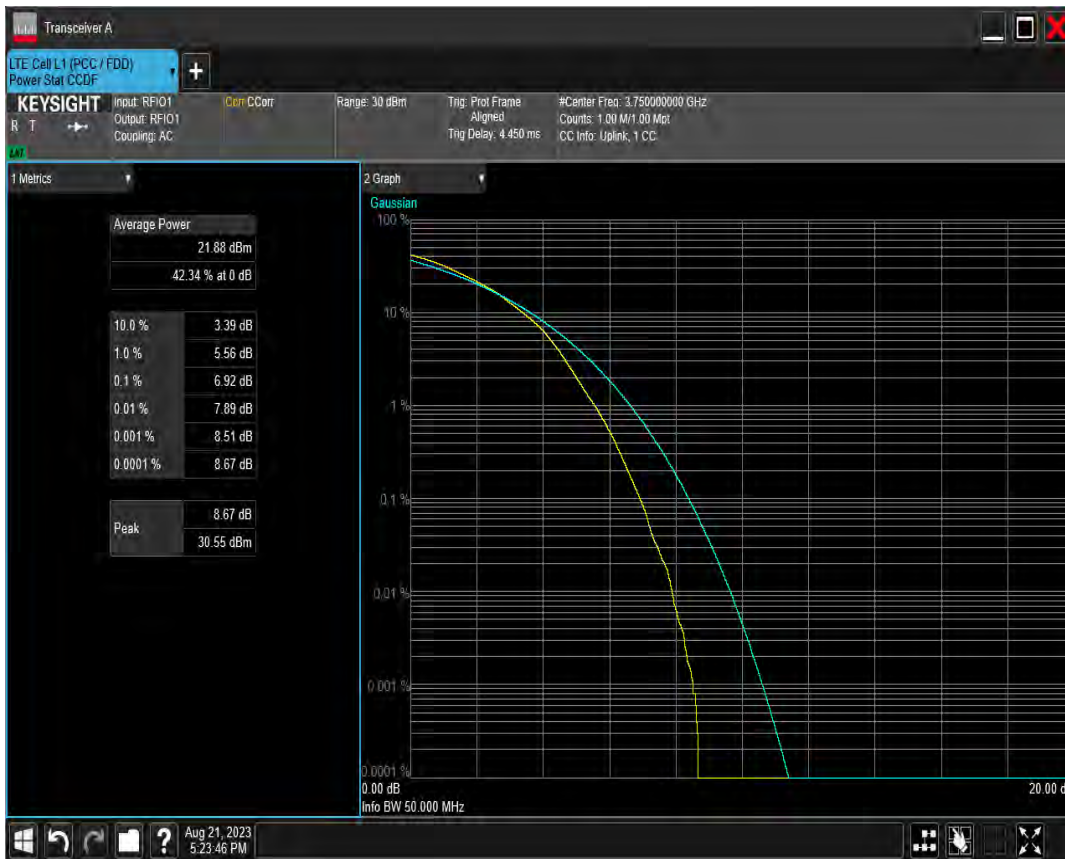 Transceiver A
LTE Cell L1 (PCC / FDD)
Power Stat CCDF
+
KEYSIGHT
R T
LXI
Input: RFIO1
Output: RFIO1
Coupling: AC
Corr CCorr
Range: 30 dBm
Trig: Prot Frame
Aligned
Trig Delay: 4.450 ms
#Center Freq: 3.750000000 GHz
Counts: 1.00 M/1.00 Mpt
CC Info: Uplink, 1 CC
1 Metrics
Average Power
21.88 dBm
42.34 % at 0 dB
10.0 % 3.39 dB
1.0 % 5.56 dB
0.1 % 6.92 dB
0.01 % 7.89 dB
0.001 % 8.51 dB
0.0001 % 8.67 dB
Peak
8.67 dB
30.55 dBm
2 Graph
Gaussian
100 %
10 %
1 %
0.1 %
0.01 %
0.001 %
0.0001 %
0.00 dB
20.00 d
Info BW 50.000 MHz
?
Aug 21, 2023
5:23:46 PM